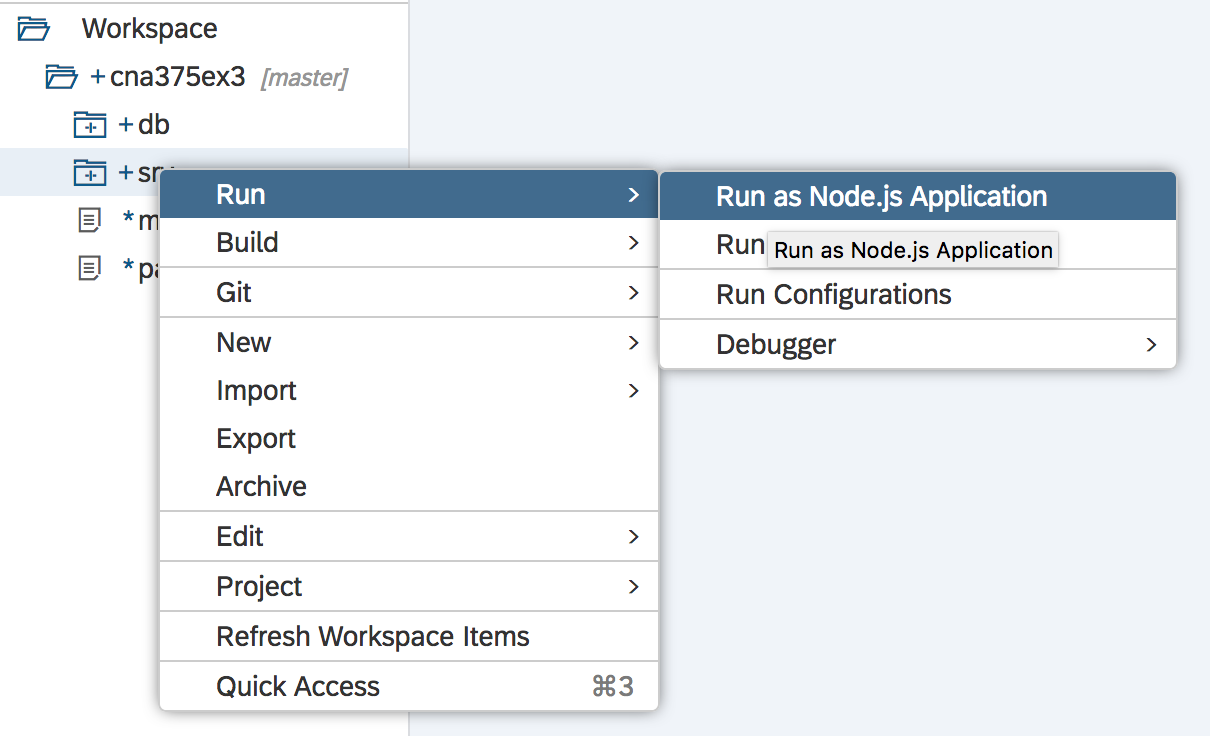 Workspace
+cna375ex3 [master]
+db
+sr
*m
*pa
Run
Build
Git
New
Import
Export
Archive
Edit
Project
Refresh Workspace Items
Quick Access ⌘3
Run as Node.js Application
Run
Run as Node.js Application
Run Configurations
Debugger